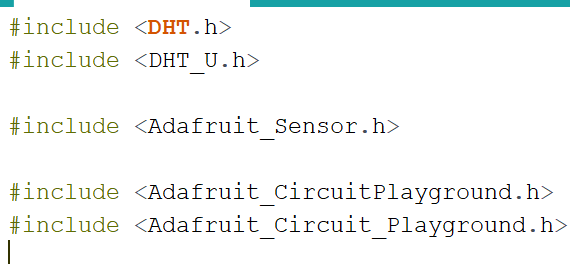 #include <DHT.h>
#include <DHT_U.h>
#include <Adafruit_Sensor.h>
#include <Adafruit_CircuitPlayground.h>
#include <Adafruit_Circuit_Playground.h>